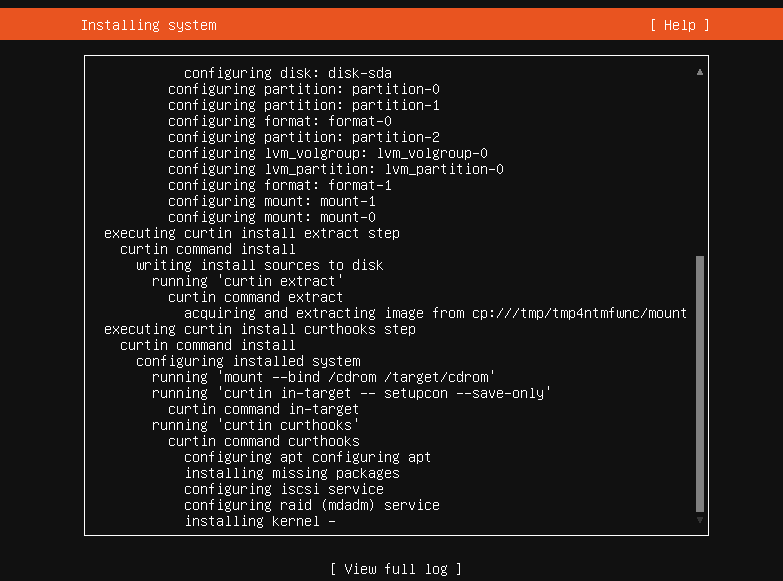 Installing system [ Help ]
configuring disk: disk-sda
configuring partition: partition-0
configuring partition: partition-1
configuring format: format-0
configuring partition: partition-2
configuring lvm_volgroup: lvm_volgroup-0
configuring lvm_partition: lvm_partition-0
configuring format: format-1
configuring mount: mount-1
configuring mount: mount-0
executing curtin install extract step
curtin command install
writing install sources to disk
running 'curtin extract'
curtin command extract
acquiring and extracting image from cp:///tmp/tmp4ntmfwnc/mount
executing curtin install curthooks step
curtin command install
configuring installed system
running 'mount --bind /cdrom /target/cdrom'
running 'curtin in-target -- setupcon --save-only'
curtin command in-target
running 'curtin curthooks'
curtin command curthooks
configuring apt configuring apt
installing missing packages
configuring iscsi service
configuring raid (mdadm) service
installing kernel -
[ View full log ]